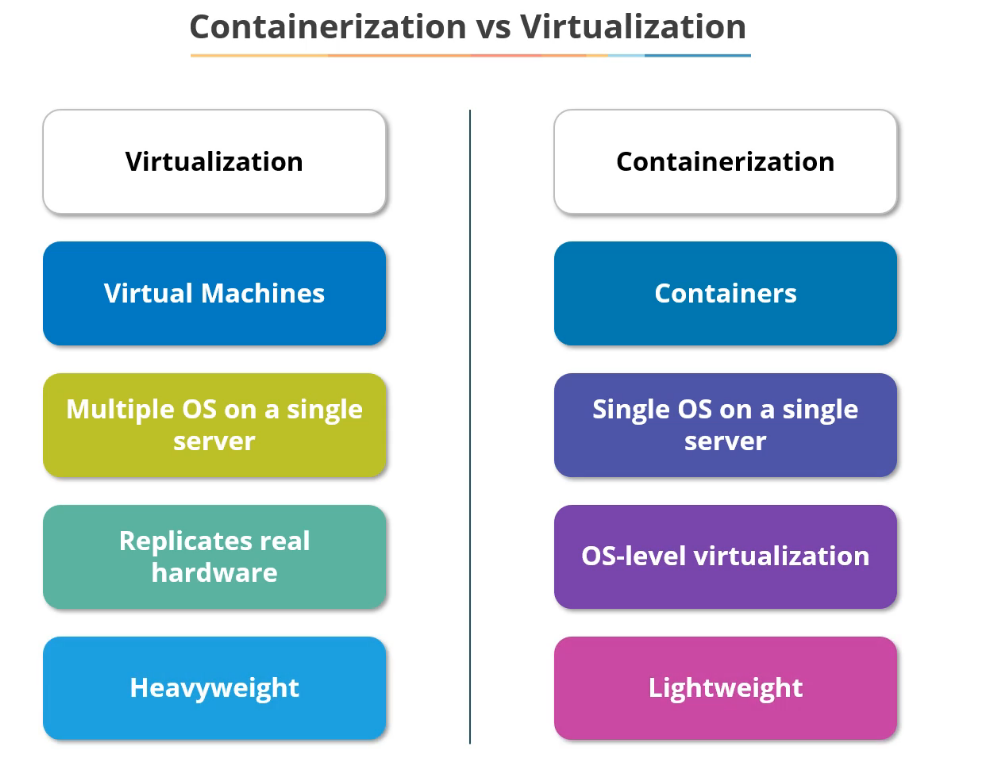 Containerization vs Virtualization
Virtualization
Virtual Machines
Multiple OS on a single
server
Replicates real
hardware
Heavyweight
Containerization
Containers
Single OS on a single
server
OS-level virtualization
Lightweight